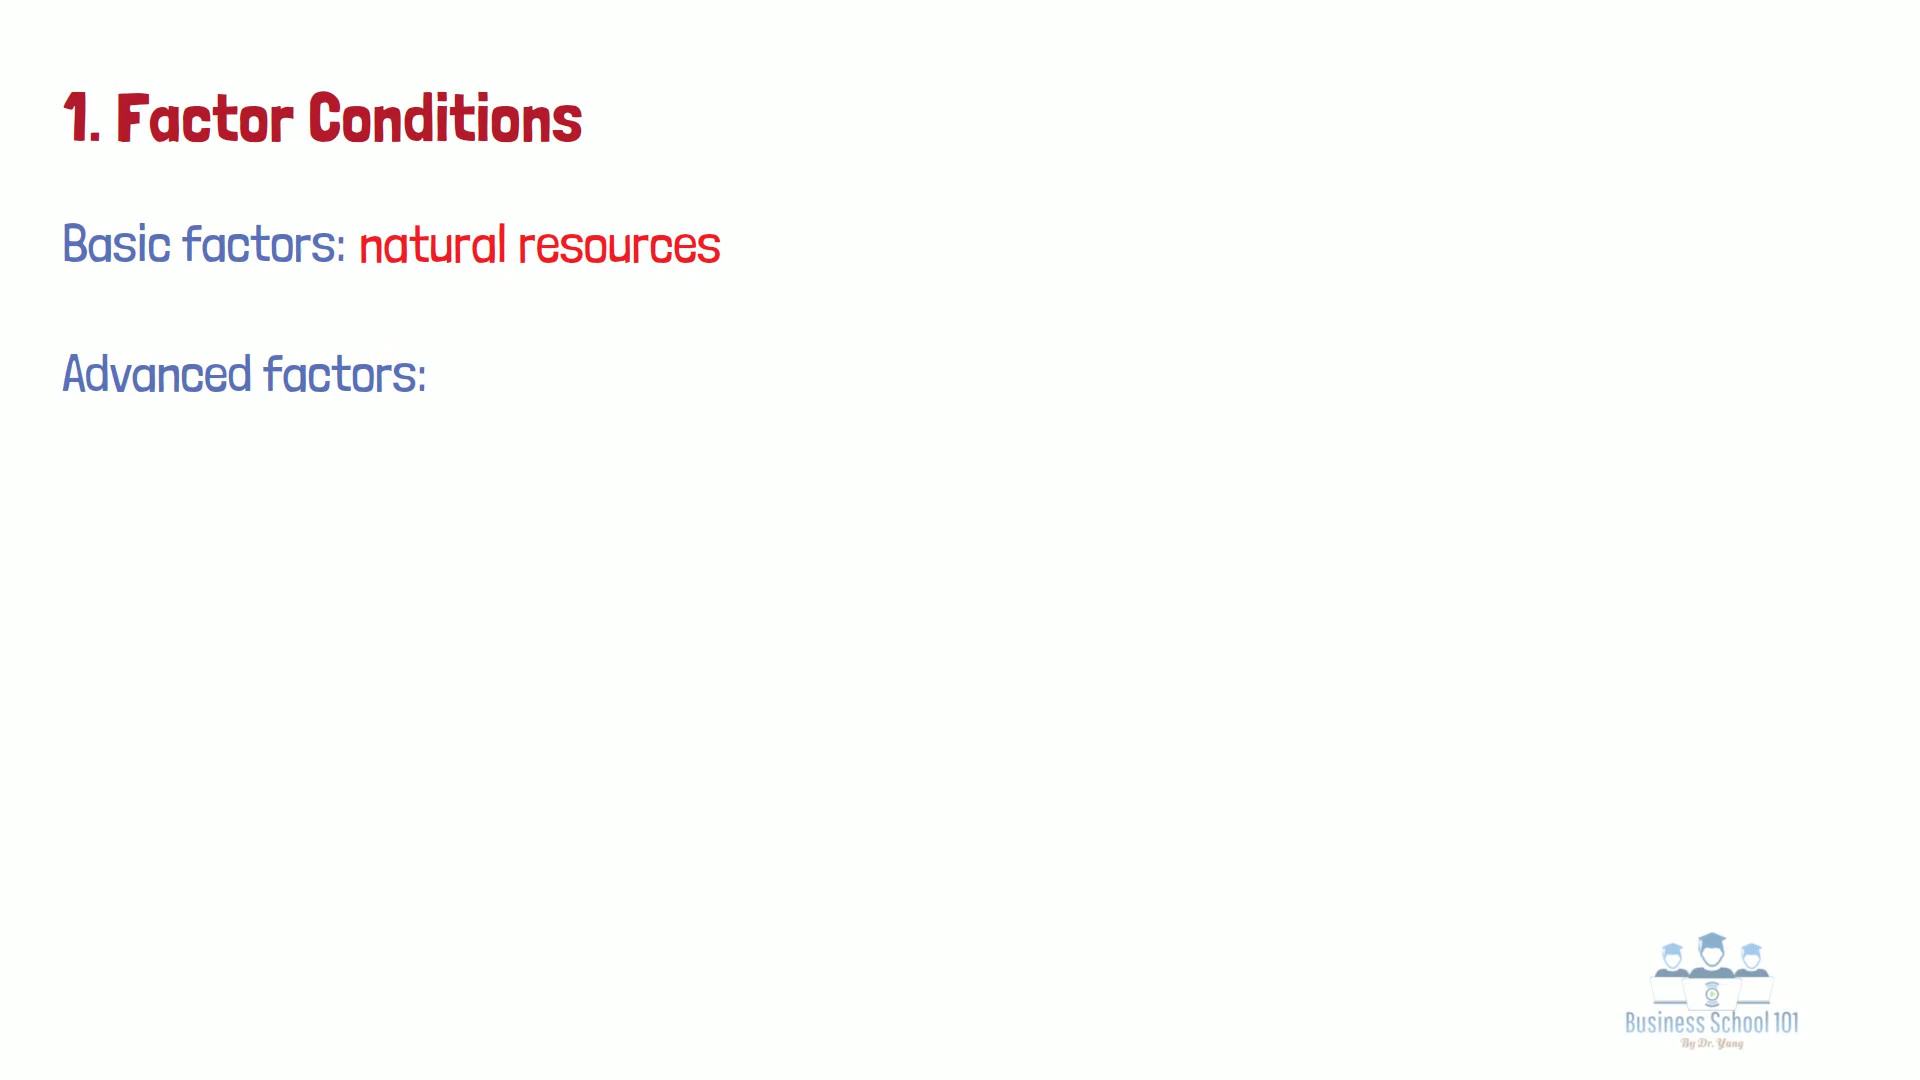 1. Factor Conditions
Basic factors: natural resources
Advanced factors:
Business School 101
By Dr. Yang